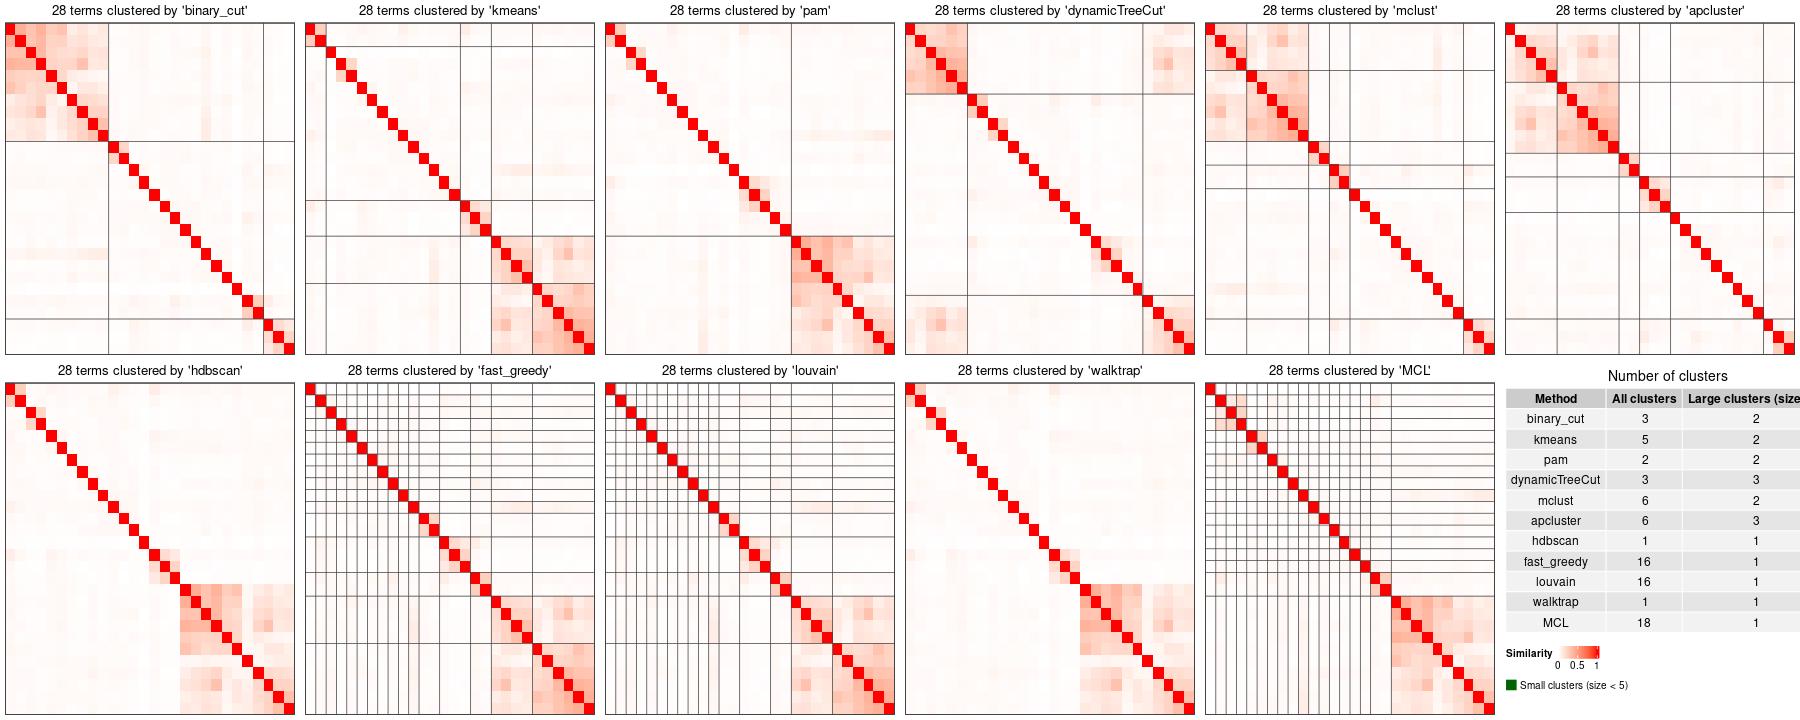 28 terms clustered by 'binary_cut'
28 terms clustered by 'kmeans'
28 terms clustered by 'pam'
28 terms clustered by 'dynamicTreeCut'
28 terms clustered by 'mclust'
28 terms clustered by 'apcluster'
28 terms clustered by 'hdbscan'
28 terms clustered by 'fast_greedy'
28 terms clustered by 'louvain'
28 terms clustered by 'walktrap'
28 terms clustered by 'MCL'
Number of clusters
Method All clusters Large clusters (size
binary_cut 3 2
kmeans 5 2
pam 2 2
dynamicTreeCut 3 3
mclust 6 2
apcluster 6 3
hdbscan 1 1
fast_greedy 16 1
louvain 16 1
walktrap 1 1
MCL 18 1
Similarity
0 0.5 1
Small clusters (size < 5)